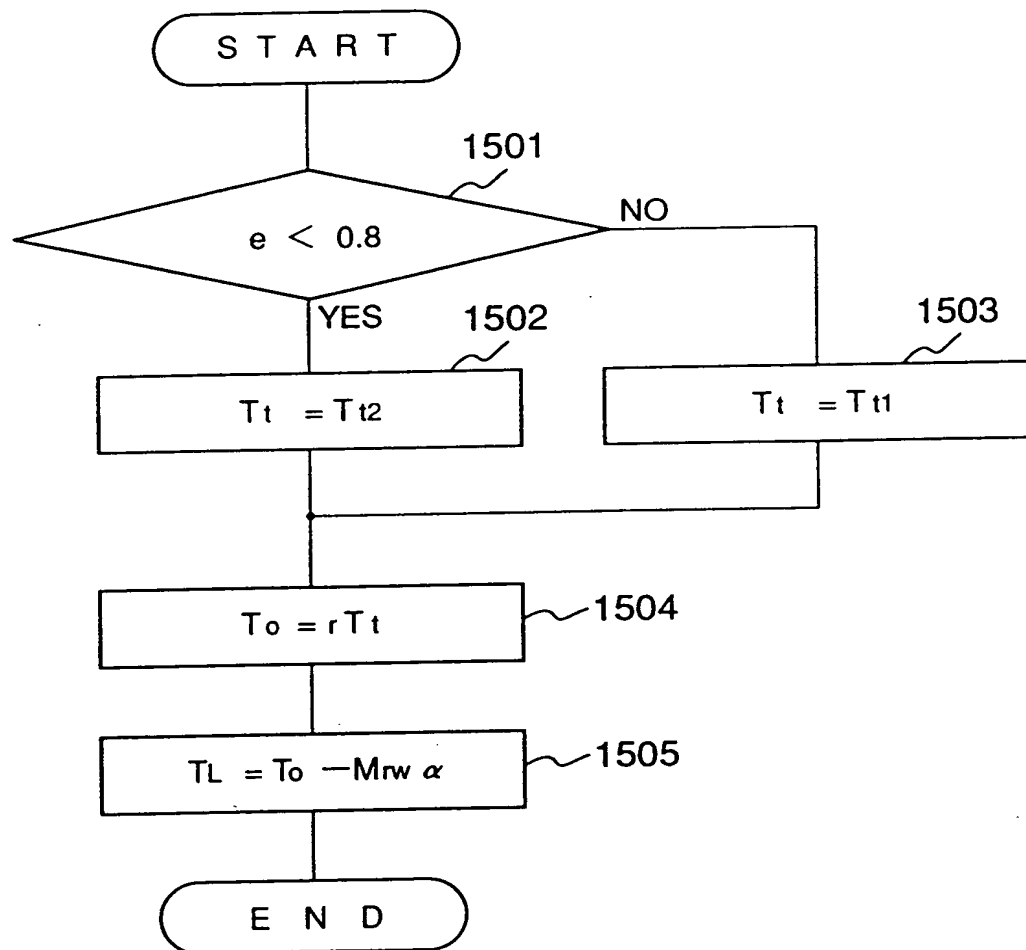 START
1501
NO
e < 0.8
YES
1502
1503
Tt = Tt2
Tt = Tt1
To = rTt
1504
TL = To — Mrw α
1505
END